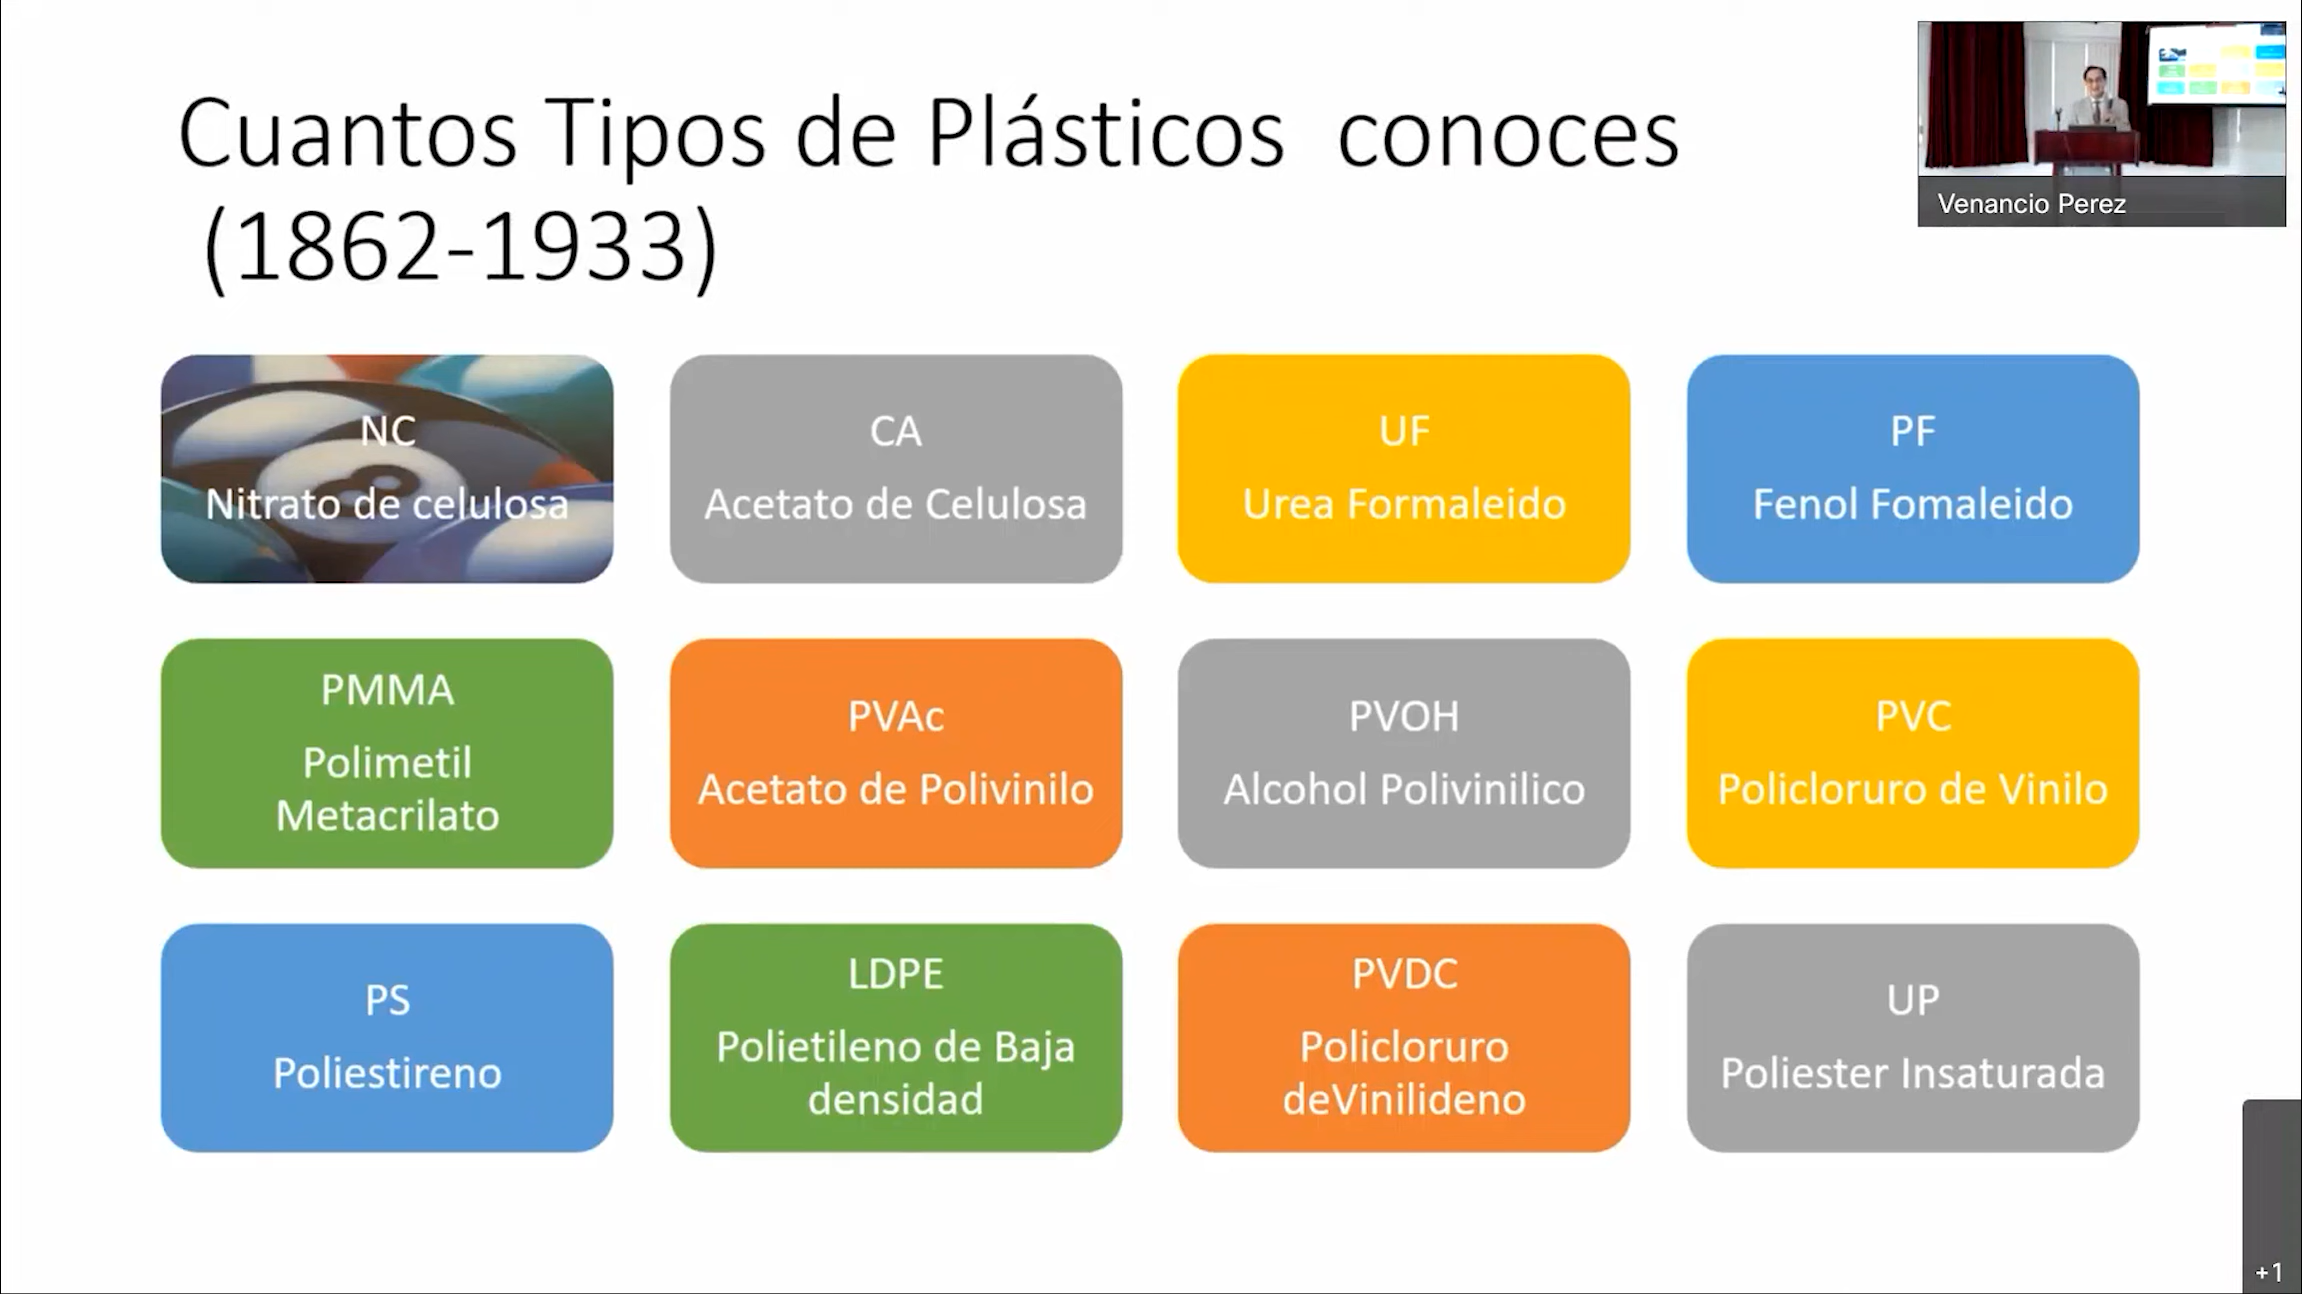 Cuantos Tipos de Plásticos  conoces
(1862-1933)
Venancio Perez
NC
Nitrato de celulosa
CA
Acetato de Celulosa
UF
Urea Formaleido
PF
Fenol Fomaleido
PMMA
Polimetil
Metacrilato
PVAc
Acetato de Polivinilo
PVOH
Alcohol Polivinilico
PVC
Policloruro de Vinilo
PS
Poliestireno
LDPE
Polietileno de Baja
densidad
PVDC
Policloruro
deVinilideno
UP
Poliester Insaturada
+1